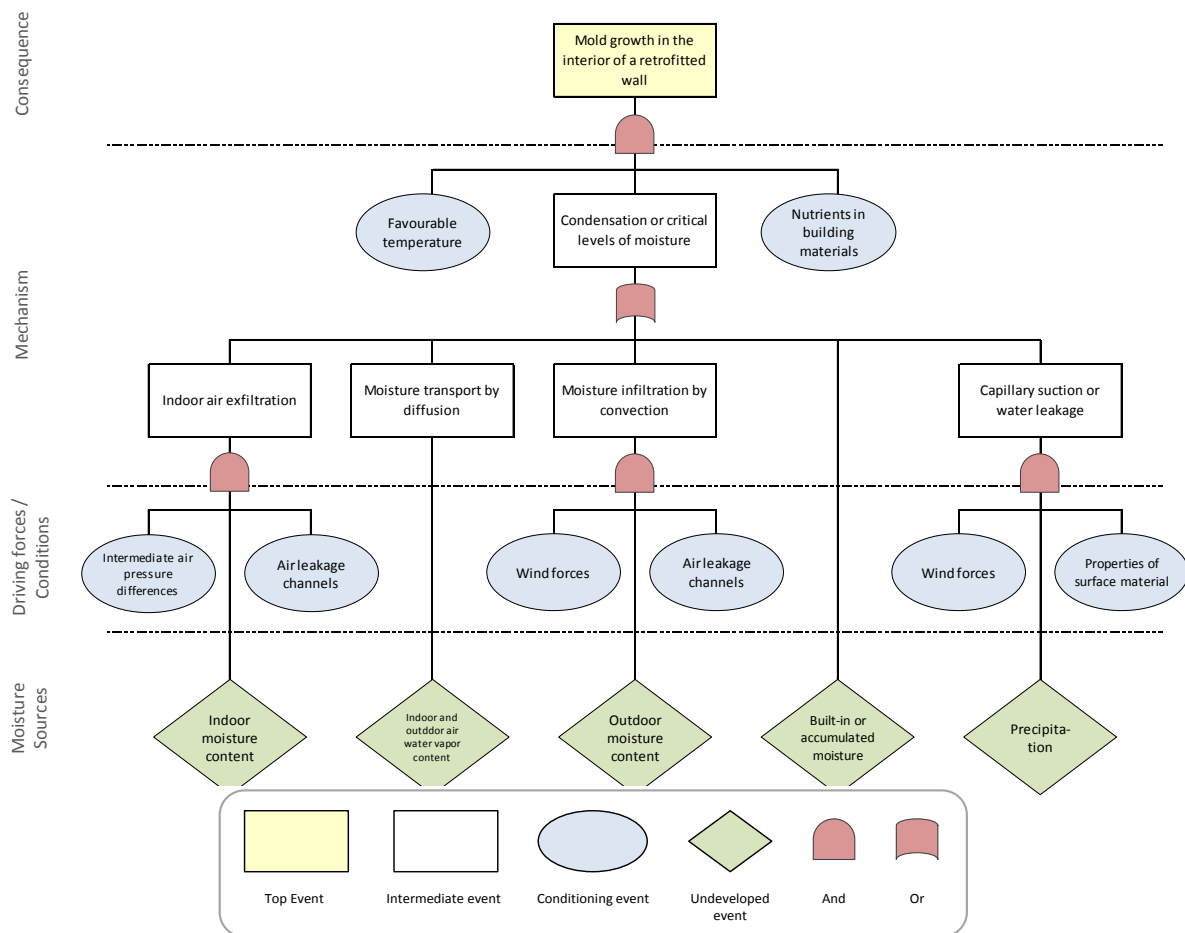 Consequence
Mold growth in the
interior of a retrofitted
wall
Mechanism
Favourable
temperature
Condensation or critical
levels of moisture
Nutrients in
building
materials
Indoor air exfiltration
Moisture transport by
diffusion
Moisture infiltration by
convection
Capillary suction or
water leakage
Driving forces /
Conditions
Intermediate air
pressure
differences
Air leakage
channels
Wind forces
Air leakage
channels
Wind forces
Properties of
surface material
Moisture
Sources
Indoor
moisture
content
Indoor and
outddor air
water vapor
content
Outdoor
moisture
content
Built-in or
accumulated
moisture
Precipita-
tion
Top Event
Intermediate event
Conditioning event
Undeveloped
event
And
Or